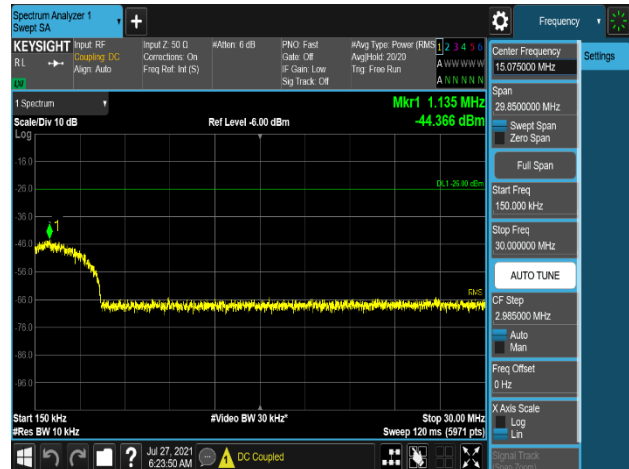 Spectrum Analyzer 1
Swept SA
Frequency
KEYSIGHT
RL
LW
Input: RF
Coupling: DC
Align: Auto
Input Z: 50 Ω
Corrections: On
Freq Ref: Int (S)
#Atten: 6 dB
PNO: Fast
Gate: Off
IF Gain: Low
Sig Track: Off
#Avg Type: Power (RMS
Avg|Hold: 20/20
Trig: Free Run
1 2 3 4 5 6
A W W W W W
A N N N N N
Center Frequency
15.075000 MHz
Settings
Span
29.8500000 MHz
Swept Span
Zero Span
Full Span
Start Freq
150.000 kHz
Stop Freq
30.000000 MHz
AUTO TUNE
CF Step
2.985000 MHz
Auto
Man
Freq Offset
0 Hz
X Axis Scale
Log
Lin
Signal Track
(Span Zoom)
1 Spectrum
Mkr1 1.135 MHz
Scale/Div 10 dB
Ref Level -6.00 dBm
-44.366 dBm
Log
-16.0
DL1 -26.00 dBm
-26.0
-36.0
1
-46.0
-56.0
RMS
-66.0
-76.0
-86.0
-96.0
Start 150 kHz
#Video BW 30 kHz*
Stop 30.00 MHz
#Res BW 10 kHz
Sweep 120 ms (5971 pts)
?
Jul 27, 2021
6:23:50 AM
DC Coupled